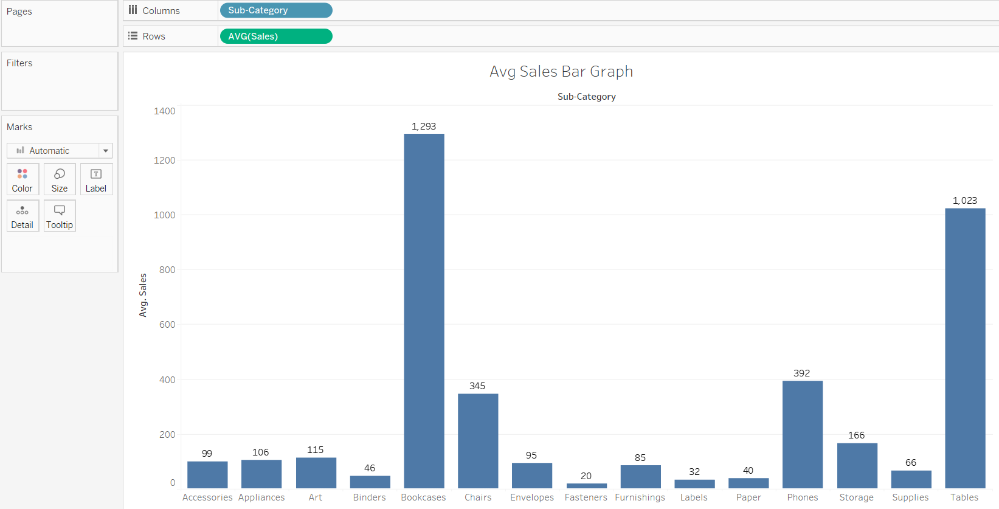 Pages
Columns
Sub-Category
Rows
AVG(Sales)
Filters
Marks
Automatic
Color
Size
T
Label
Detail
Tooltip
Avg Sales Bar Graph
Sub-Category
1400
1200
1000
800
600
400
200
0
Avg. Sales
99
106
115
46
1,293
345
95
20
85
32
40
392
166
66
1,023
Accessories Appliances Art Binders Bookcases Chairs Envelopes Fasteners Furnishings Labels Paper Phones Storage Supplies Tables